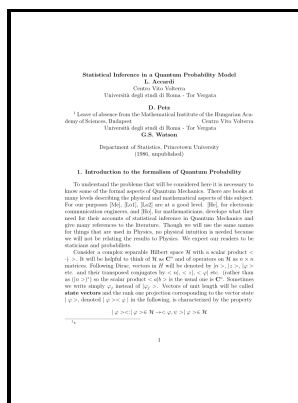 Statistical Inference in a Quantum Probability Model
L. Accardi
Centro Vito Volterra
Università degli studi di Roma - Tor Vergata
D. Petz
¹ Leave of absence from the Mathematical Institute of the Hungarian Aca-
demy of Sciences, Budapest Centro Vito Volterra
Università degli studi di Roma - Tor Vergata
G.S. Watson
Department of Statistics, Princetown University
(1986, unpublished)
1. Introduction to the formalism of Quantum Probability
To understand the problems that will be considered here it is necessary to
know some of the formal aspects of Quantum Mechanics. There are books at
many levels describing the physical and mathematical aspects of this subject.
For our purposes [Me], [Lo1], [Lo2] are at a good level. [He], for electronic
communication engineers, and [Ho], for mathematicians, develop what they
need for their accounts of statistical inference in Quantum Mechanics and
give many references to the literature. Though we will use the same names
for things that are used in Physics, no physical intuition is needed because
we will not be relating the results to Physics. We expect our readers to be
statisticians and probabilists.
Consider a complex separable Hilbert space ℋ with a scalar product <
·|· >. It will be helpful to think of ℋ as Cⁿ and of operators on ℋ as n × n
matrices. Following Dirac, vectors in H will be denoted by |a >, |z >, |φ >
etc. and their transposed conjugates by < a|, < z|, < φ| etc. (rather than
as (|a >)*) so the scalar product < a|b > is the usual one is Cⁿ. Sometimes
we write simply φⱼ instead of |φⱼ >. Vectors of unit length will be called
state vectors and the rank one projection corresponding to the vector state
| φ >, denoted | φ >< φ | in the following, is characterized by the property
| φ ><:| φ >∈ ℋ →< φ, ψ >| φ >∈ ℋ
1